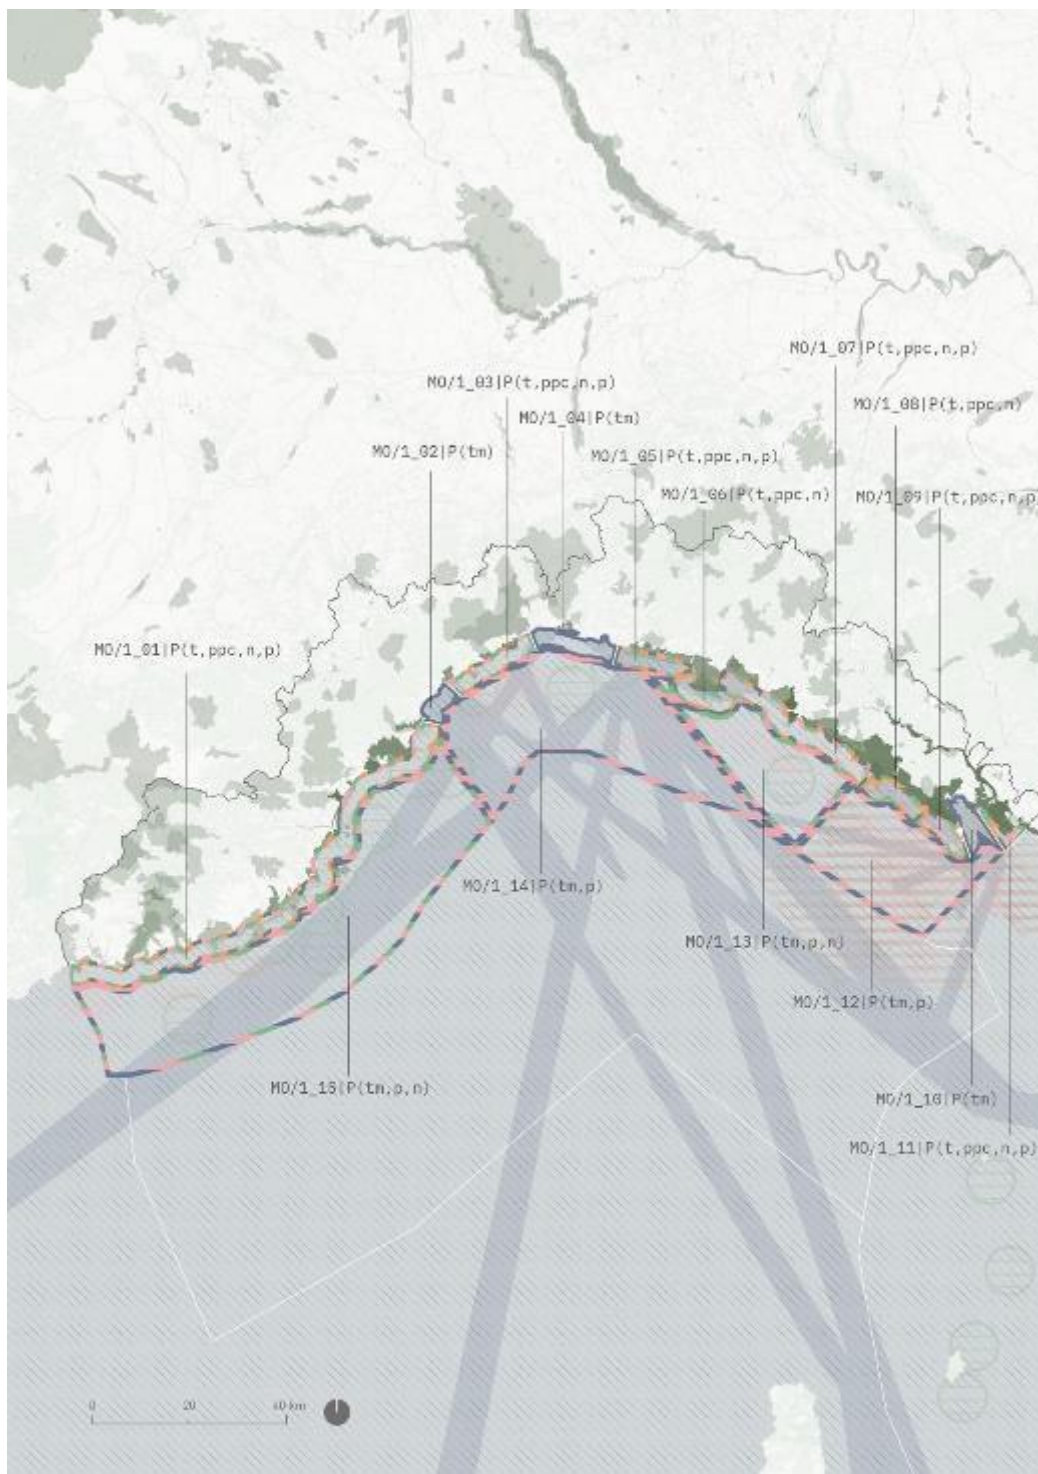 MO/1_07|P(t,ppc,n,p)
MO/1_03|P(t,ppc,n,p)
MO/1_08|P(t,ppc,n)
MO/1_04|P(tm)
MO/1_02|P(tm)
MO/1_05|P(t,ppc,n,p)
MO/1_06|P(t,ppc,n)
MO/1_09|P(t,ppc,n,p)
MO/1_01|P(t,ppc,n,p)
MO/1_14|P(tm,p)
MO/1_13|P(tm,p,n)
MO/1_12|P(tm,p)
MO/1_15|P(tm,p,n)
MO/1_10|P(tm)
MO/1_11|P(t,ppc,n,p)
0 20 40 km